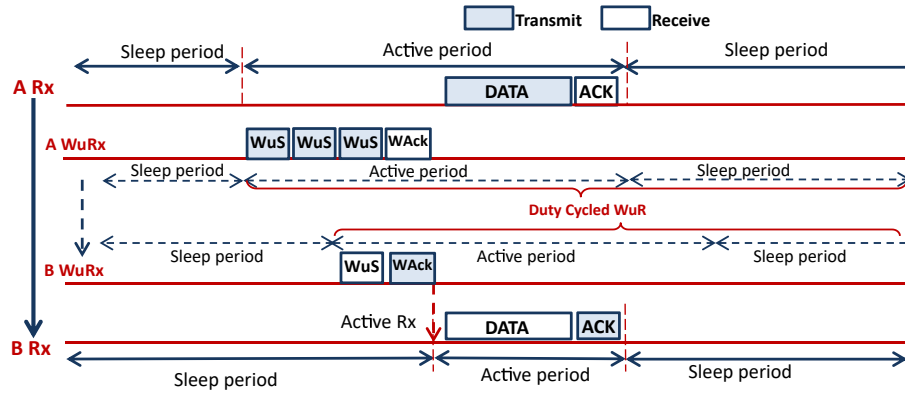 Transmit Receive
Sleep period Active period Sleep period
A Rx DATA ACK
A WuRx WuS WuS WuS WAck
Sleep period Active period Sleep period
Duty Cycled WuR
Sleep period Active period Sleep period
B WuRx WuS WAck
Active Rx DATA ACK
B Rx
Sleep period Active period Sleep period